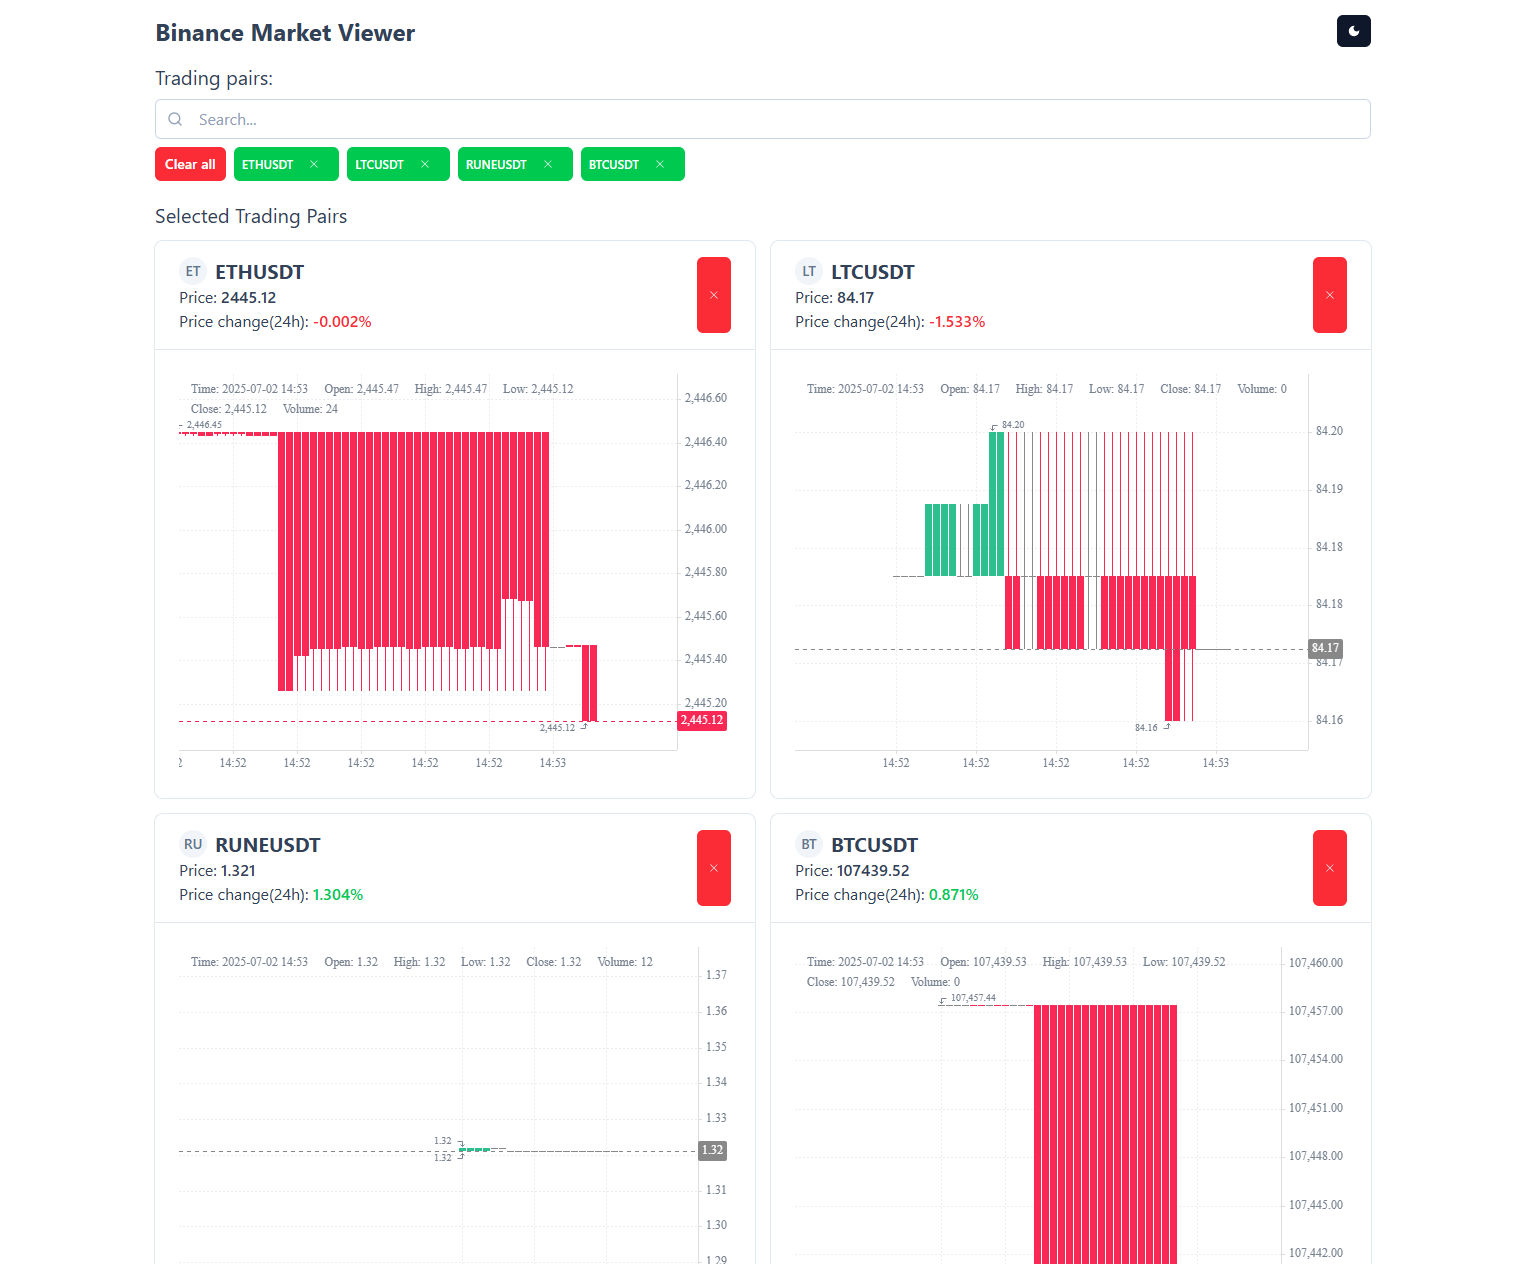 Binance Market Viewer
Trading pairs:
Search...
Clear all ETHUSDT LTCUSDT RUNEUSDT BTCUSDT
Selected Trading Pairs
ET ETHUSDT
Price: 2445.12
Price change(24h): -0.002%
Time: 2025-07-02 14:53 Open: 2,445.47 High: 2,445.47 Low: 2,445.12
Close: 2,445.12 Volume: 24
2,446.45
2,446.60
2,446.40
2,446.20
2,446.00
2,445.80
2,445.60
2,445.40
2,445.20
2,445.12
2,445.12
2 14:52 14:52 14:52 14:52 14:52 14:53
LT LTCUSDT
Price: 84.17
Price change(24h): -1.533%
Time: 2025-07-02 14:53 Open: 84.17 High: 84.17 Low: 84.17 Close: 84.17 Volume: 0
84.20
84.20
84.19
84.18
84.18
84.17
84.17
84.16
84.16
14:52 14:52 14:52 14:52 14:53
RU RUNEUSDT
Price: 1.321
Price change(24h): 1.304%
Time: 2025-07-02 14:53 Open: 1.32 High: 1.32 Low: 1.32 Close: 1.32 Volume: 12
1.37
1.36
1.35
1.34
1.33
1.32
1.32
1.32
1.31
1.30
1.29
BT BTCUSDT
Price: 107439.52
Price change(24h): 0.871%
Time: 2025-07-02 14:53 Open: 107,439.53 High: 107,439.53 Low: 107,439.52
Close: 107,439.52 Volume: 0
107,457.44
107,460.00
107,457.00
107,454.00
107,451.00
107,448.00
107,445.00
107,442.00